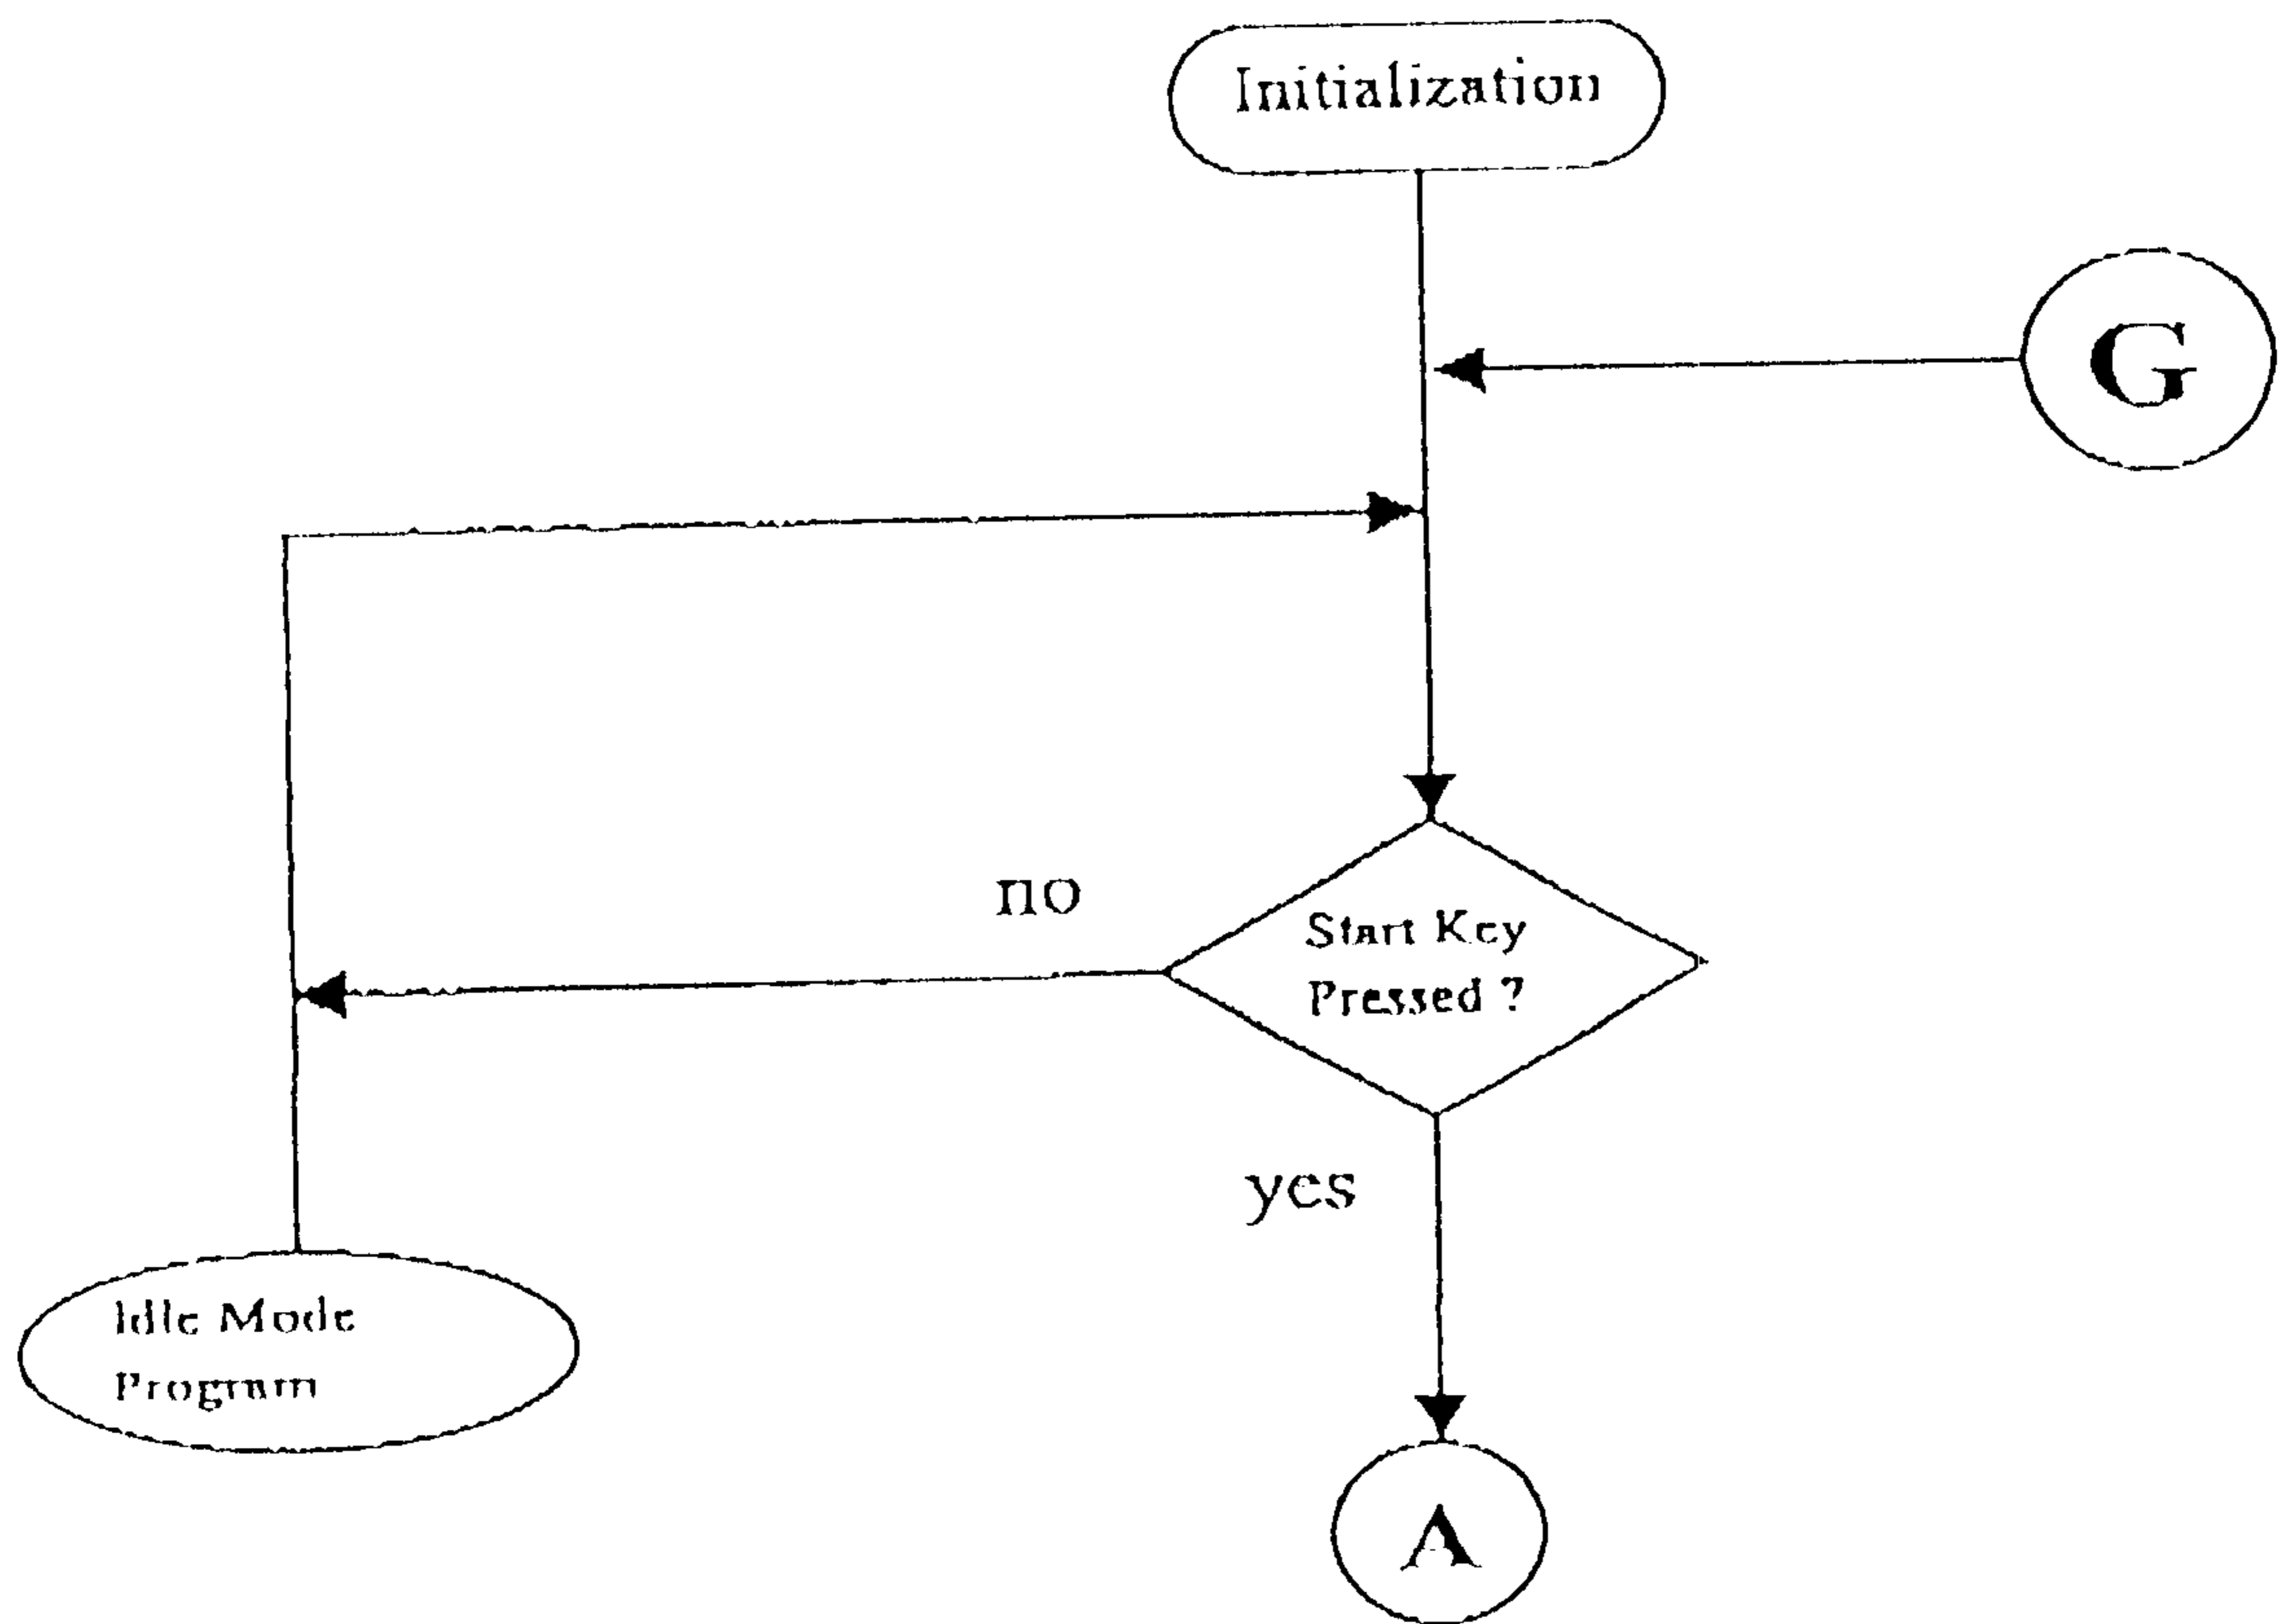 Initialization
G
no
Start Key
Pressed ?
yes
Idle Mode
Program
A